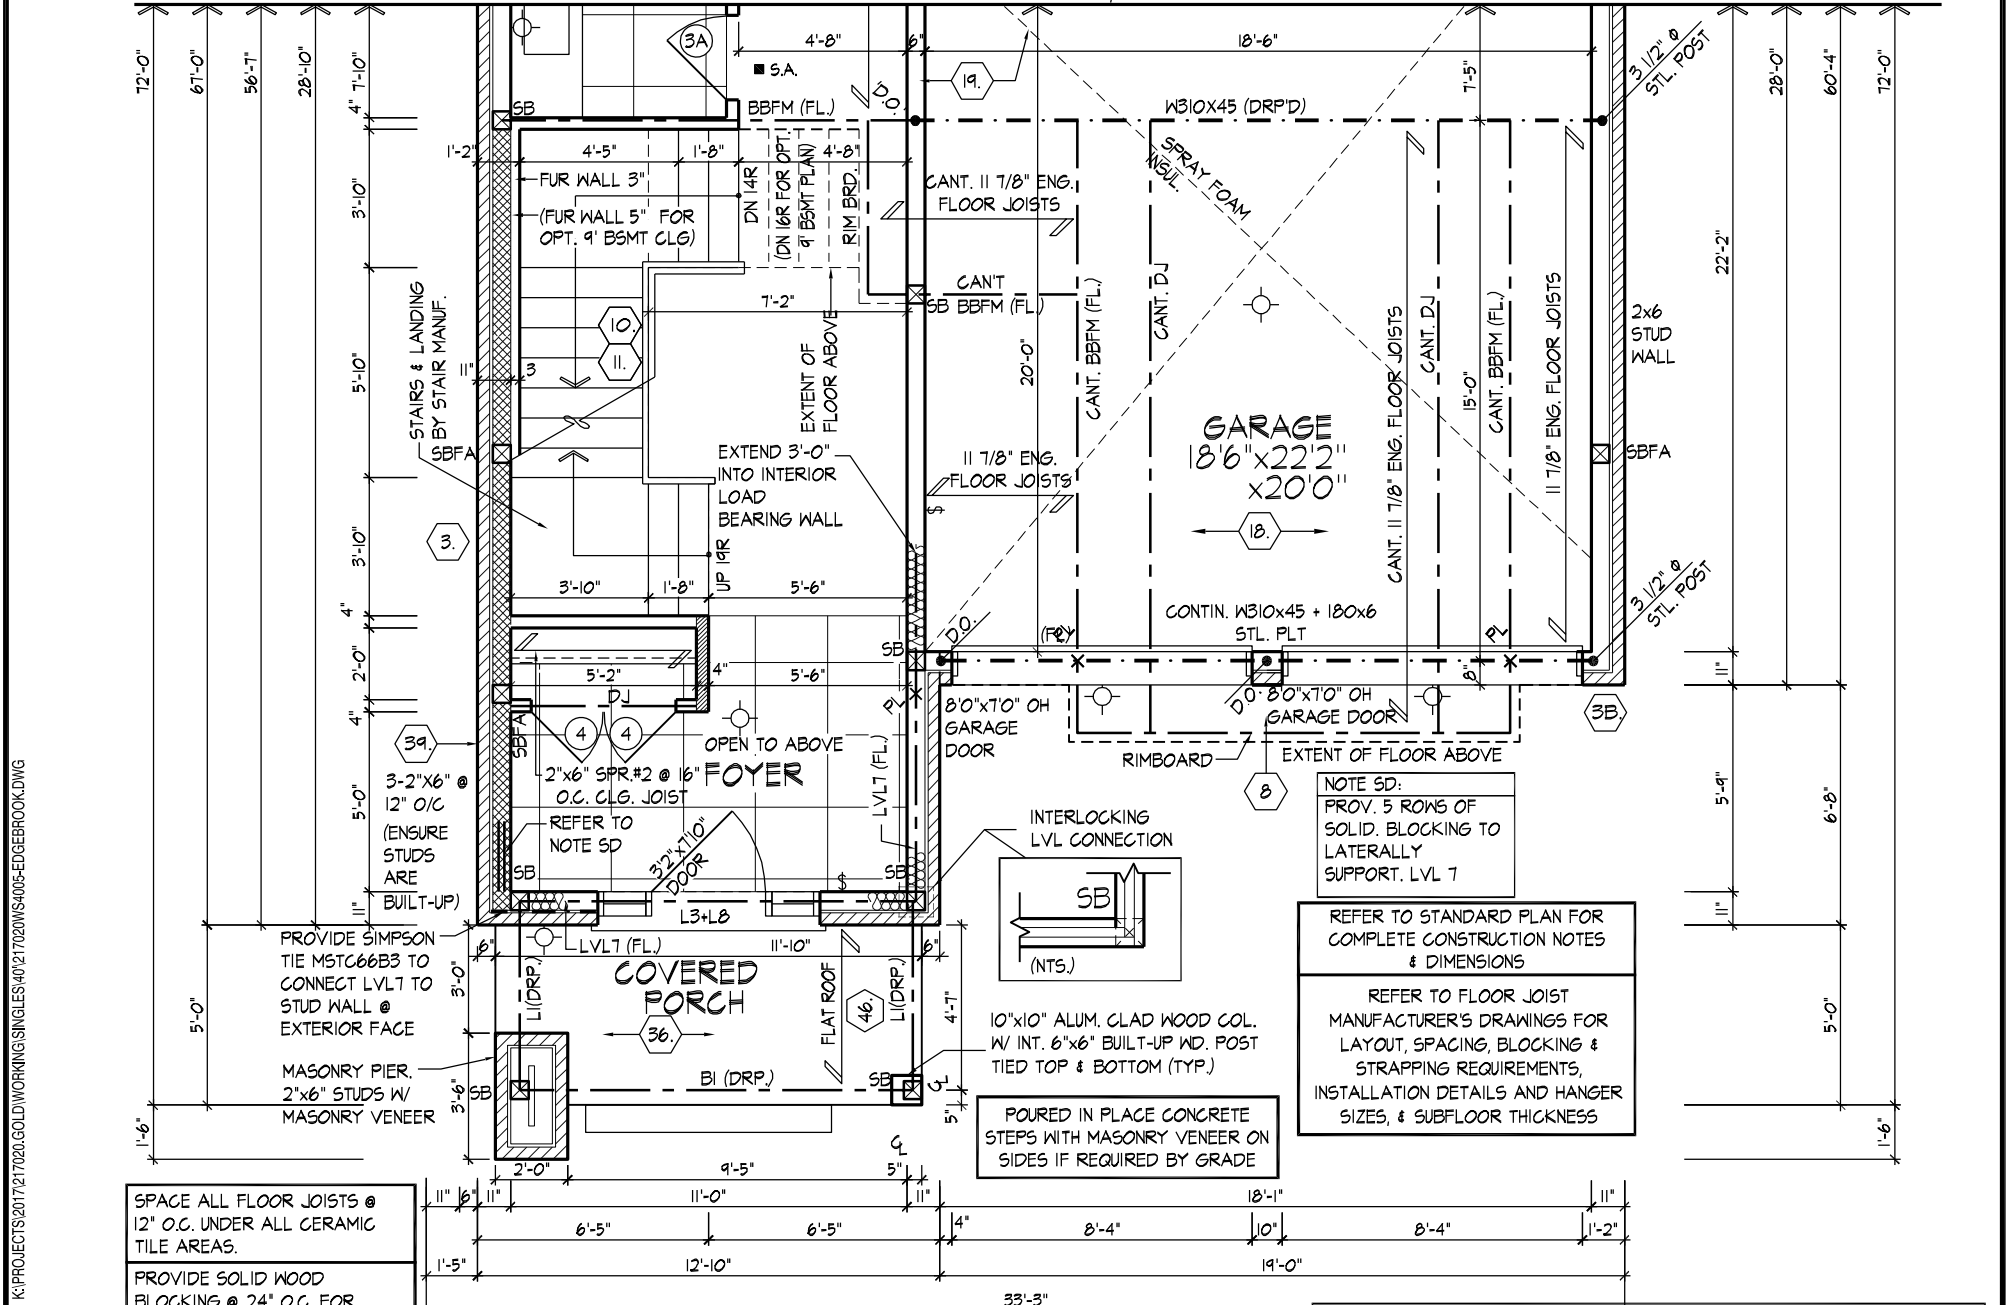 72'-0"
67'-0"
56'-7"
28'-10"
7'-10"
4"
3A
4'-8"
6"
18'-6"
S.A.
19.
7'-5"
3 1/2" Φ
STL. POST
28'-0"
60'-4"
72'-0"
SB
BBFM (FL.)
D.O.
W310X45 (DRP'D)
1'-2"
4'-5"
1'-8"
4'-8"
3'-10"
FUR WALL 3"
(FUR WALL 5" FOR
OPT. 9' BSMT CLG)
DN 14R
(DN 16R FOR OPT.
9' BSMT PLAN)
RIM BRD.
CANT. 11 7/8" ENG.
FLOOR JOISTS
SPRAY FOAM
INSUL.
22'-2"
7'-2"
CAN'T
SB BBFM (FL.)
STAIRS & LANDING
BY STAIR MANUF.
10.
11.
EXTENT OF
FLOOR ABOVE
20'-0"
CANT. BBFM (FL.)
CANT. DJ
CANT. 11 7/8" ENG. FLOOR JOISTS
CANT. DJ
15'-0"
CANT. BBFM (FL.)
11 7/8" ENG. FLOOR JOISTS
2x6
STUD
WALL
5'-10"
11"
3
GARAGE
18'6"x22'2"
x20'0"
SBFA
EXTEND 3'-0"
INTO INTERIOR
LOAD
BEARING WALL
11 7/8" ENG.
FLOOR JOISTS
SBFA
18.
3.
3'-10"
UP 19R
3'-10"
1'-8"
5'-6"
3 1/2" Φ
STL. POST
4"
CONTIN. W310x45 + 180x6
STL. PLT
D.O.
(FL.)
PL
PL
SB
2'-0"
5'-2"
4"
5'-6"
DJ
8"
11"
4"
PL
8'0"x7'0" OH
GARAGE
DOOR
D.O.
8'0"x7'0" OH
GARAGE DOOR
3B.
39.
SBFA
4
4
OPEN TO ABOVE
FOYER
LVL7 (FL.)
RIMBOARD
EXTENT OF FLOOR ABOVE
8
3-2"X6" @
12" O/C
(ENSURE
STUDS
ARE
BUILT-UP)
5'-0"
2"x6" SPR.#2 @ 16"
O.C. CLG. JOIST
REFER TO
NOTE SD
3'2"x7'10"
DOOR
INTERLOCKING
LVL CONNECTION
NOTE SD:
PROV. 5 ROWS OF
SOLID. BLOCKING TO
LATERALLY
SUPPORT. LVL 7
5'-9"
6'-8"
SB
SB
SB
(NTS.)
L3+L8
11"
11"
REFER TO STANDARD PLAN FOR
COMPLETE CONSTRUCTION NOTES
& DIMENSIONS
PROVIDE SIMPSON
TIE MSTC66B3 TO
CONNECT LVL7 TO
STUD WALL @
EXTERIOR FACE
6"
LVL7 (FL.)
11'-10"
6"
COVERED
PORCH
36.
L1(DRP.)
FLAT ROOF
46.
L1(DRP.)
3'-0"
4'-7"
5'-0"
5'-0"
REFER TO FLOOR JOIST
MANUFACTURER'S DRAWINGS FOR
LAYOUT, SPACING, BLOCKING &
STRAPPING REQUIREMENTS,
INSTALLATION DETAILS AND HANGER
SIZES, & SUBFLOOR THICKNESS
10"x10" ALUM. CLAD WOOD COL.
W/ INT. 6"x6" BUILT-UP WD. POST
TIED TOP & BOTTOM (TYP.)
MASONRY PIER.
2"x6" STUDS W/
MASONRY VENEER
3'-6"
SB
B1 (DRP.)
SB
CL
5"
1'-6"
1'-6"
POURED IN PLACE CONCRETE
STEPS WITH MASONRY VENEER ON
SIDES IF REQUIRED BY GRADE
CL
2'-0"
9'-5"
5"
11"
6"
11"
11'-0"
11"
18'-1"
11"
6'-5"
6'-5"
4"
8'-4"
10"
8'-4"
1'-2"
1'-5"
12'-10"
19'-0"
33'-3"
SPACE ALL FLOOR JOISTS @
12" O.C. UNDER ALL CERAMIC
TILE AREAS.
PROVIDE SOLID WOOD
BLOCKING @ 24" O.C. FOR
K:\PROJECTS\2017\217020.GOLD\WORKING\SINGLES\40\217020WS4005-EDGEBROOK.DWG